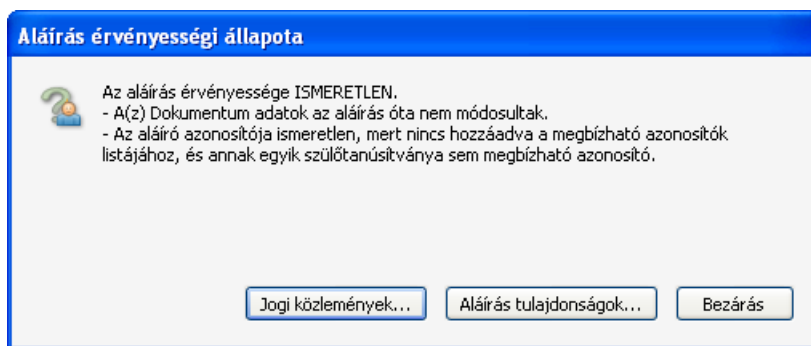 Aláírás érvényességi állapota
Az aláírás érvényessége ISMERETLEN.
- A(z) Dokumentum adatok az aláírás óta nem módosultak.
- Az aláíró azonosítója ismeretlen, mert nincs hozzáadva a megbízható azonosítók
listájához, és annak egyik szülőtanúsítványa sem megbízható azonosító.
Jogi közlemények... Aláírás tulajdonságok... Bezárás